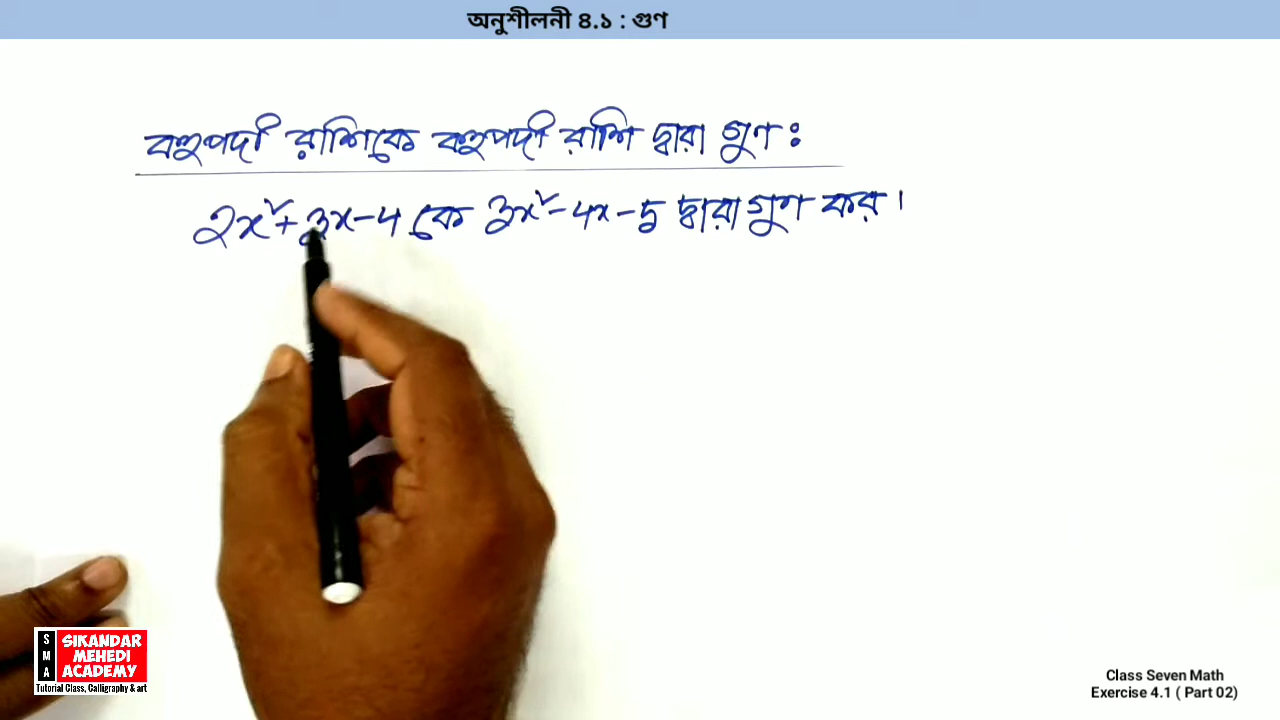 অনুশীলনী ৪.১ : গুণ
বহুপদী রাশিকে বহুপদী রাশি দ্বারা গুণ :
2x²+3x-4 কে 3x²-4x-5 দ্বারা গুণ কর।
S M A
SIKANDAR
MEHEDI
ACADEMY
Tutorial Class, Calligraphy & art
Class Seven Math
Exercise 4.1 ( Part 02)